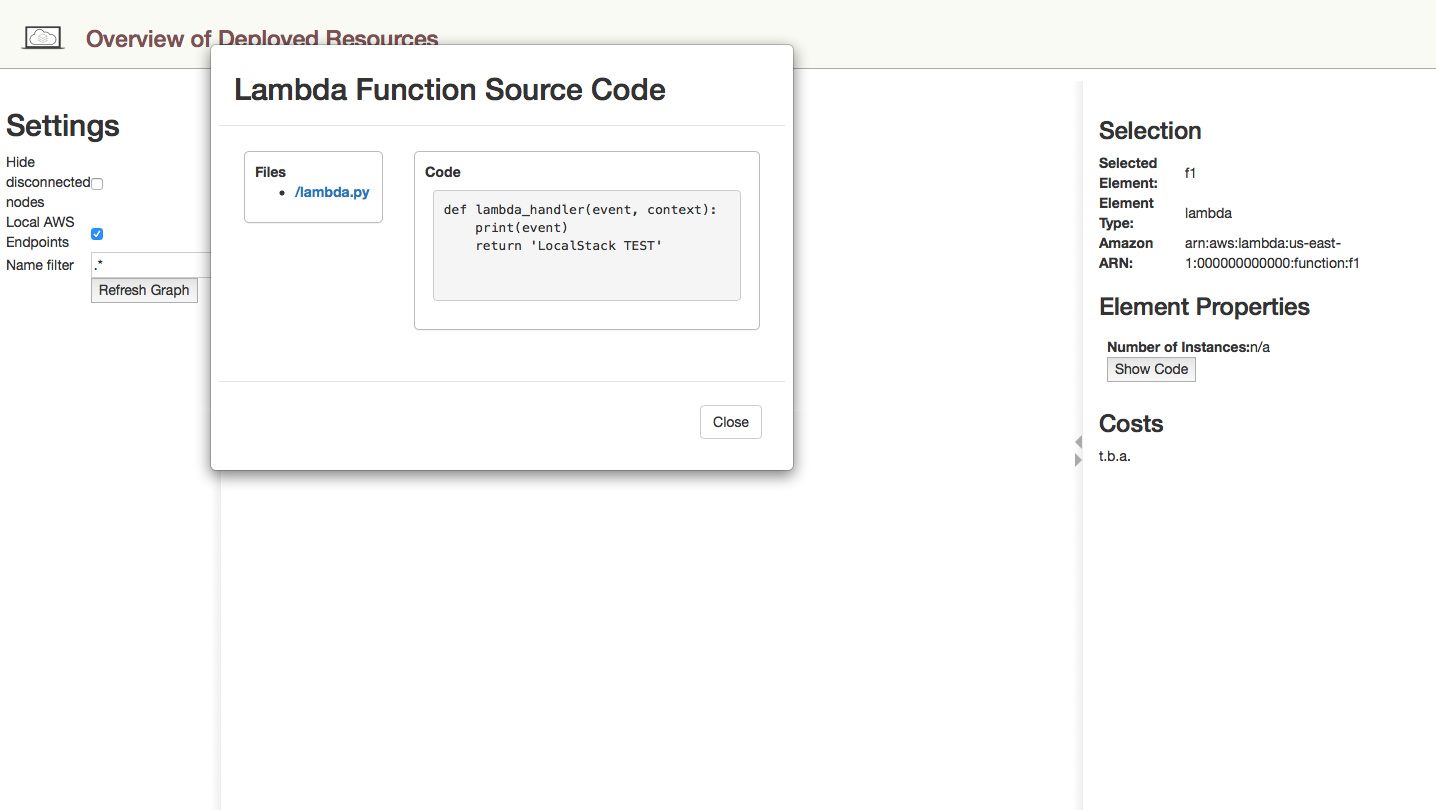 Overview of Deployed Resources
Lambda Function Source Code
Files
/lambda.py
Code
def lambda_handler(event, context):
    print(event)
    return 'LocalStack TEST'
Close
Settings
Hide
disconnected
nodes
Local AWS
Endpoints
Name filter
.*
Refresh Graph
Selection
Selected
Element:
f1
Element
Type:
lambda
Amazon
ARN:
arn:aws:lambda:us-east-
1:000000000000:function:f1
Element Properties
Number of Instances:n/a
Show Code
Costs
t.b.a.